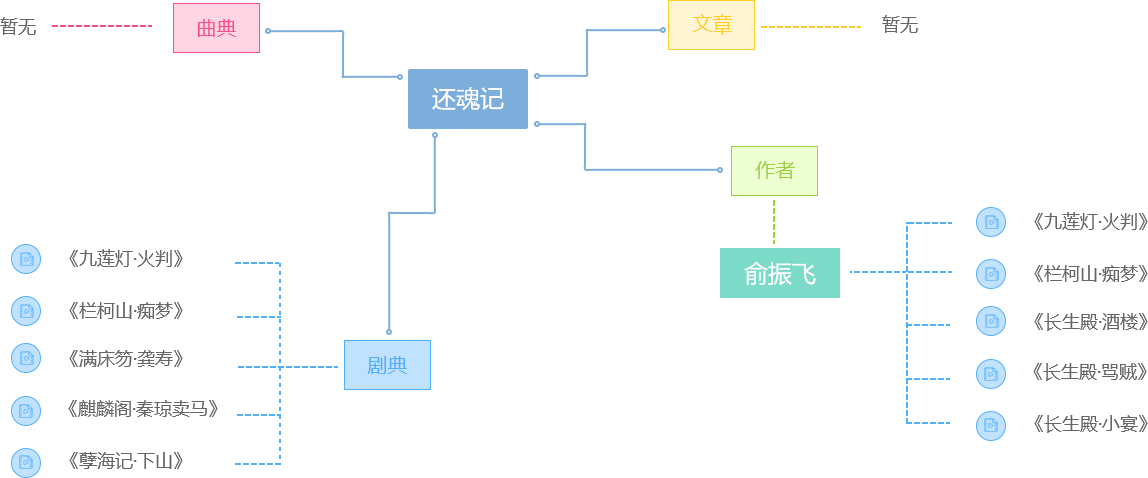 暂无
曲典
文章
暂无
还魂记
作者
俞振飞
《九莲灯·火判》
《栏柯山·痴梦》
《长生殿·酒楼》
《长生殿·骂贼》
《长生殿·小宴》
剧典
《九莲灯·火判》
《栏柯山·痴梦》
《满床笏·龚寿》
《麒麟阁·秦琼卖马》
《孽海记·下山》